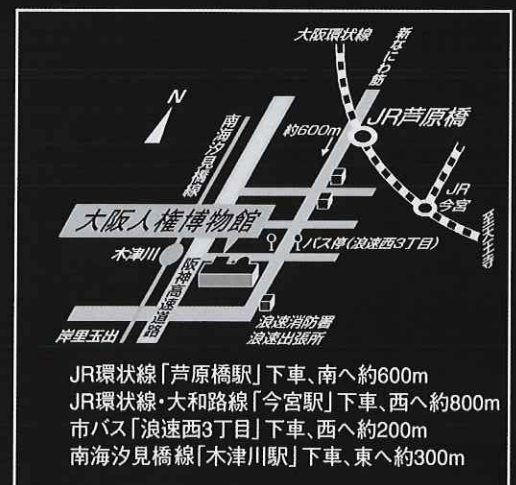 大阪環状線
新なにわ筋
N
JR芦原橋
南海汐見橋線
約600m
JR
今宮
大阪人権博物館
至天王寺
木津川
バス停(浪速西3丁目)
阪神高速道路
岸里玉出
浪速消防署
浪速出張所
JR環状線「芦原橋駅」下車、南へ約600m
JR環状線・大和路線「今宮駅」下車、西へ約800m
市バス「浪速西3丁目」下車、西へ約200m
南海汐見橋線「木津川駅」下車、東へ約300m